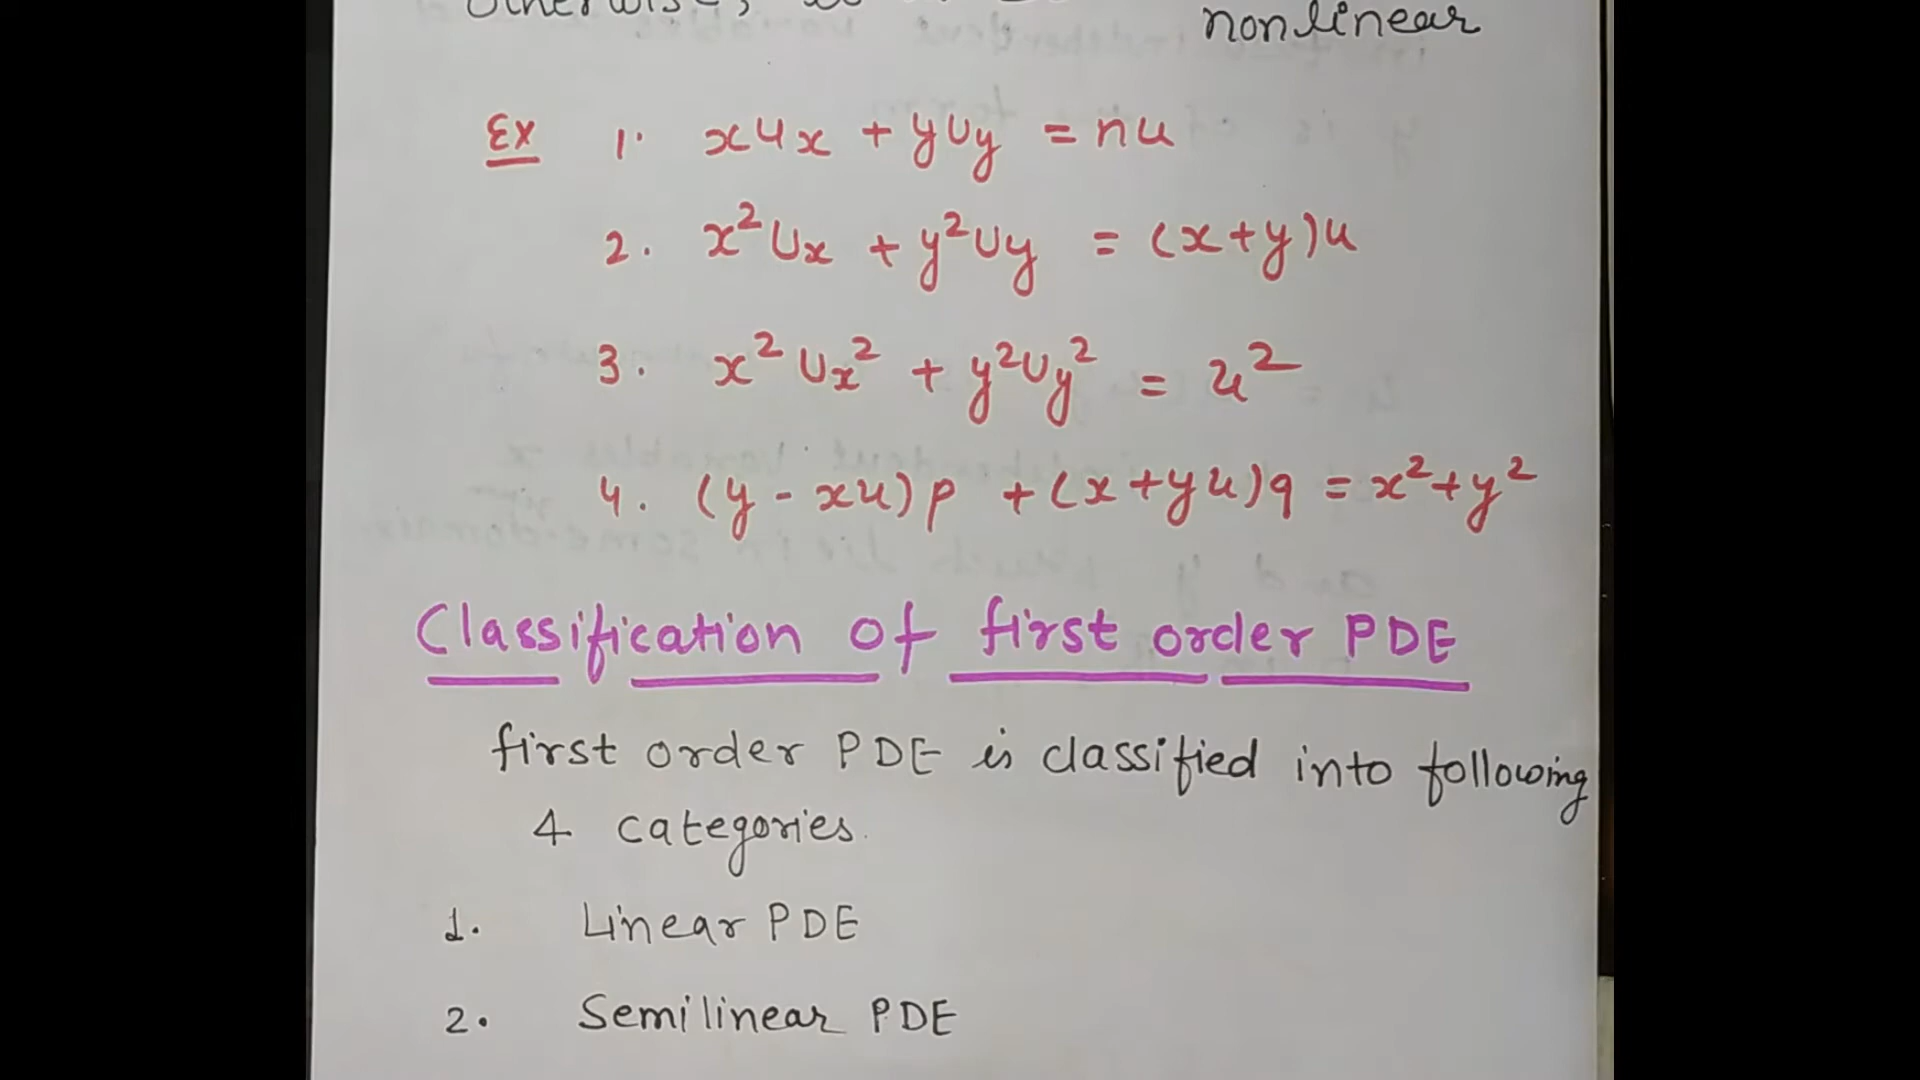 nonlinear
Ex 1. xux + yuy = nu
2. x²Ux + y²Uy = (x+y)u
3. x²Ux² + y²Uy² = u²
4. (y - xu)p + (x+yu)q = x²+y²
Classification of first order PDE
first order PDE is classified into following
4 categories.
1. Linear PDE
2. Semilinear PDE